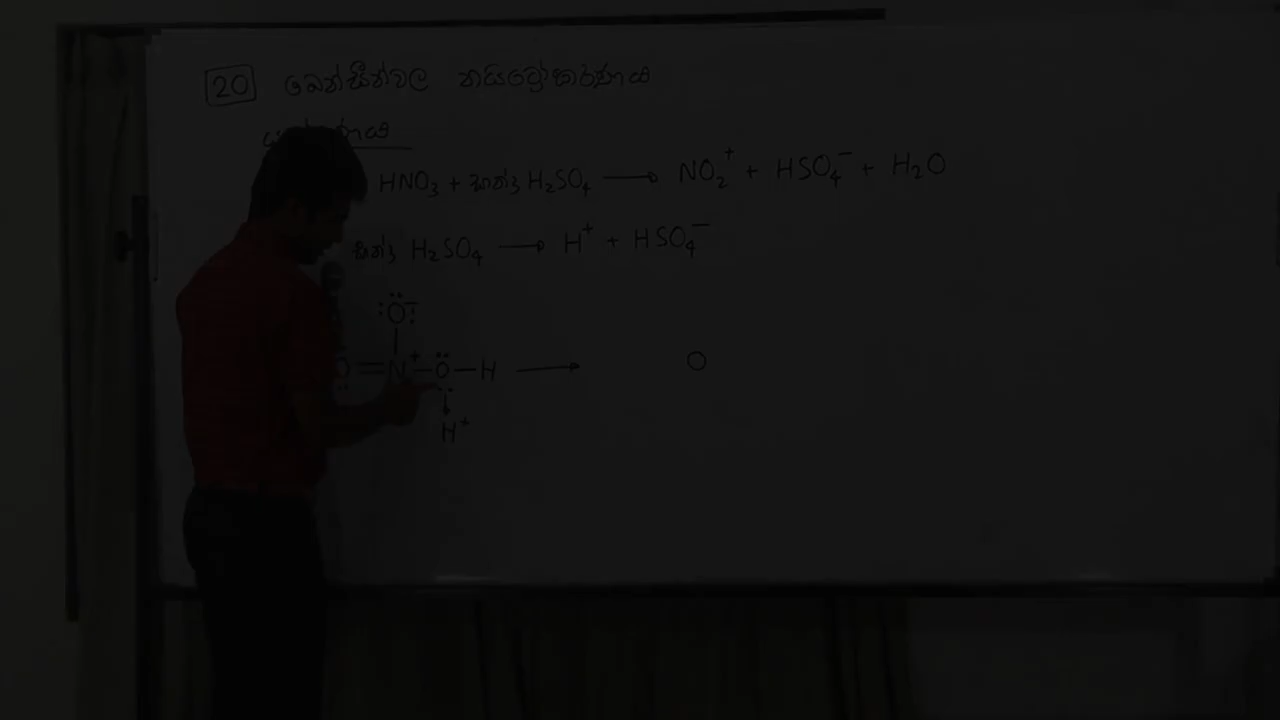 20 බෙන්සීන්වල නයිට්‍රෝකරණය
HNO₃ + සාන්ද්‍ර H₂SO₄ ⟶ NO₂⁺ + HSO₄⁻ + H₂O
සාන්ද්‍ර H₂SO₄ ⟶ H⁺ + HSO₄⁻
:Ö:⁻
O = N⁺ – Ö – H ⟶ O
H⁺